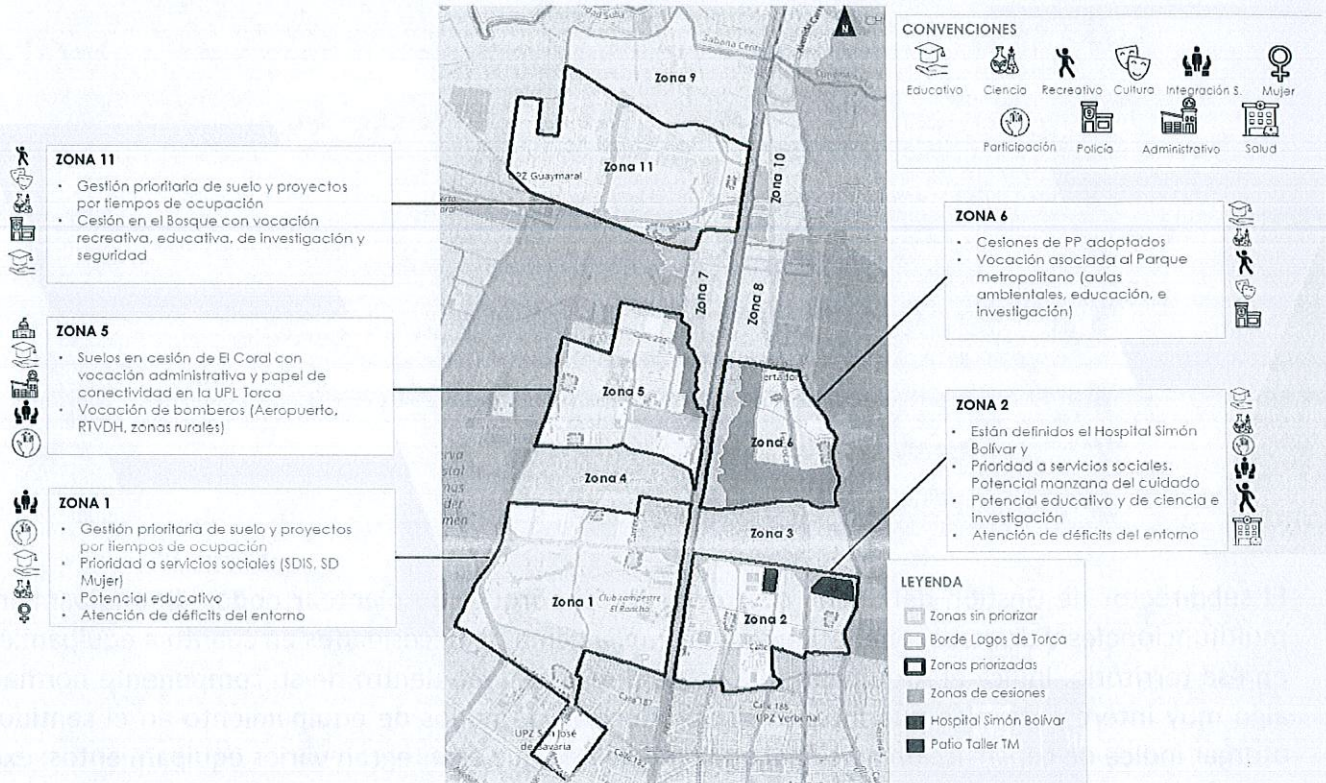 CONVENCIONES
Educativo
Ciencia
Recreativo
Cultura
Integración S.
Mujer
Participación
Policía
Administrativo
Salud
ZONA 11
• Gestión prioritaria de suelo y proyectos
por tiempos de ocupación
• Cesión en el Bosque con vocación
recreativa, educativa, de investigación y
seguridad
ZONA 5
• Suelos en cesión de El Coral con
vocación administrativa y papel de
conectividad en la UPL Torca
• Vocación de bomberos (Aeropuerto,
RTVDH, zonas rurales)
ZONA 1
• Gestión prioritaria de suelo y proyectos
por tiempos de ocupación
• Prioridad a servicios sociales (SDIS, SD
Mujer)
• Potencial educativo
• Atención de déficits del entorno
N
Sabana Cent
Zona 9
Zona 11
PZ Guaymaral
Zona 10
Zona 7
Zona 8
Zona 5
Zona 6
Zona 4
Zona 3
Zona 1
Club campestre
El Rancho
Zona 2
Calle 187
UPZ San José
de Bavaria
UPZ Verbena
ZONA 6
• Cesiones de PP adoptados
• Vocación asociada al Parque
metropolitano (aulas
ambientales, educación, e
investigación)
ZONA 2
• Están definidos el Hospital Simón
Bolívar y
• Prioridad a servicios sociales.
Potencial manzana del cuidado
• Potencial educativo y de ciencia e
investigación
• Atención de déficits del entorno
LEYENDA
Zonas sin priorizar
Borde Lagos de Torca
Zonas priorizadas
Zonas de cesiones
Hospital Simón Bolívar
Patio Taller TM